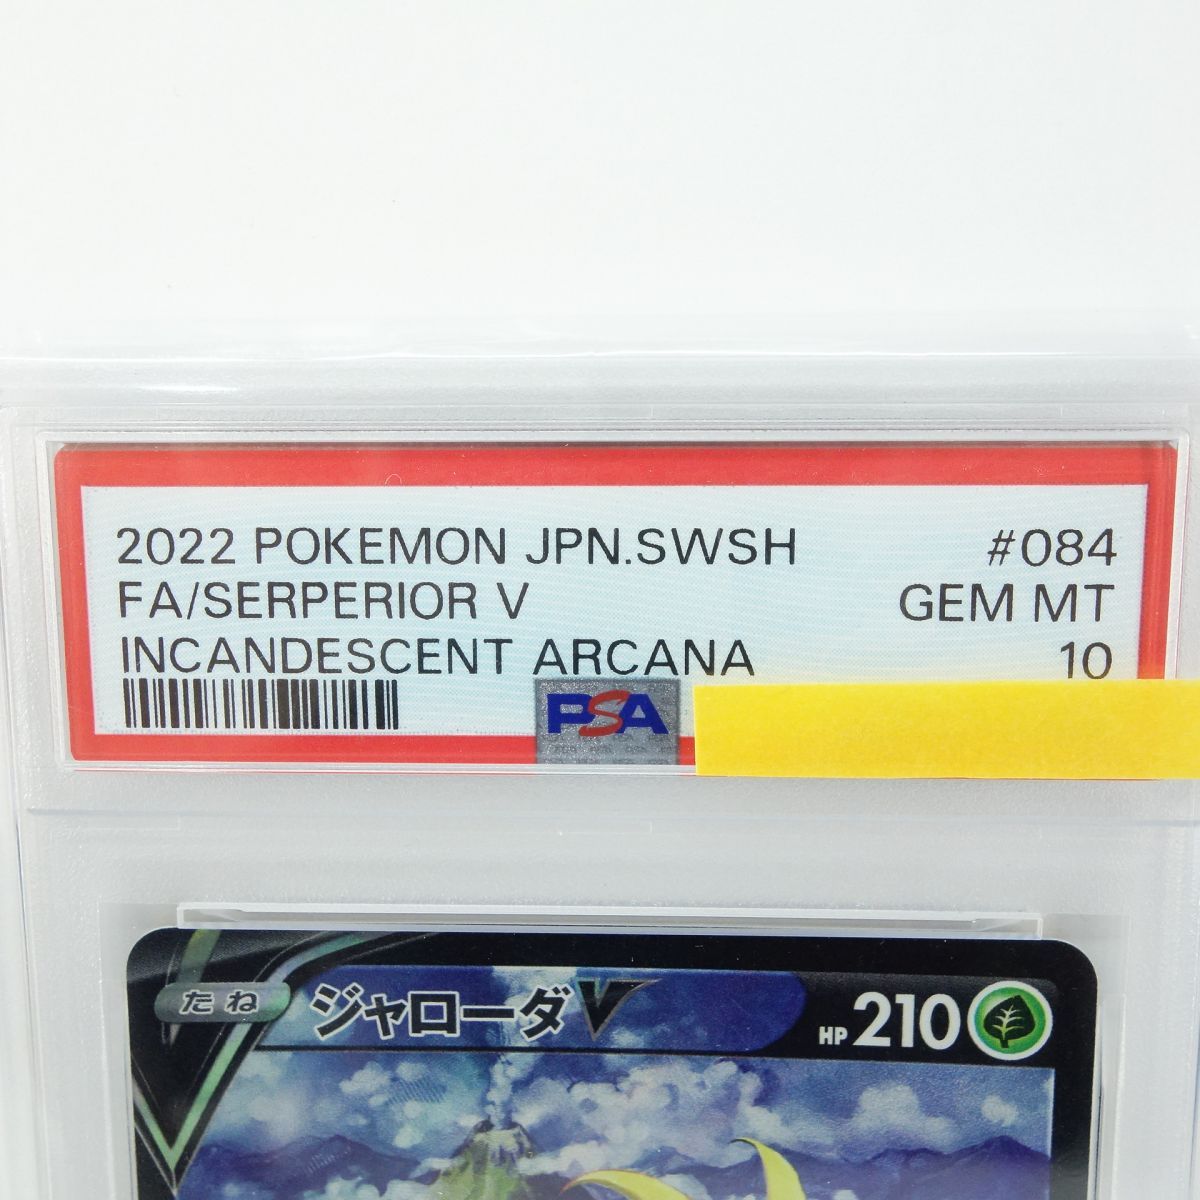 2022 POKEMON JPN.SWSH #084
FA/SERPERIOR V GEM MT
INCANDESCENT ARCANA 10
PSA
たね ジャローダV HP 210